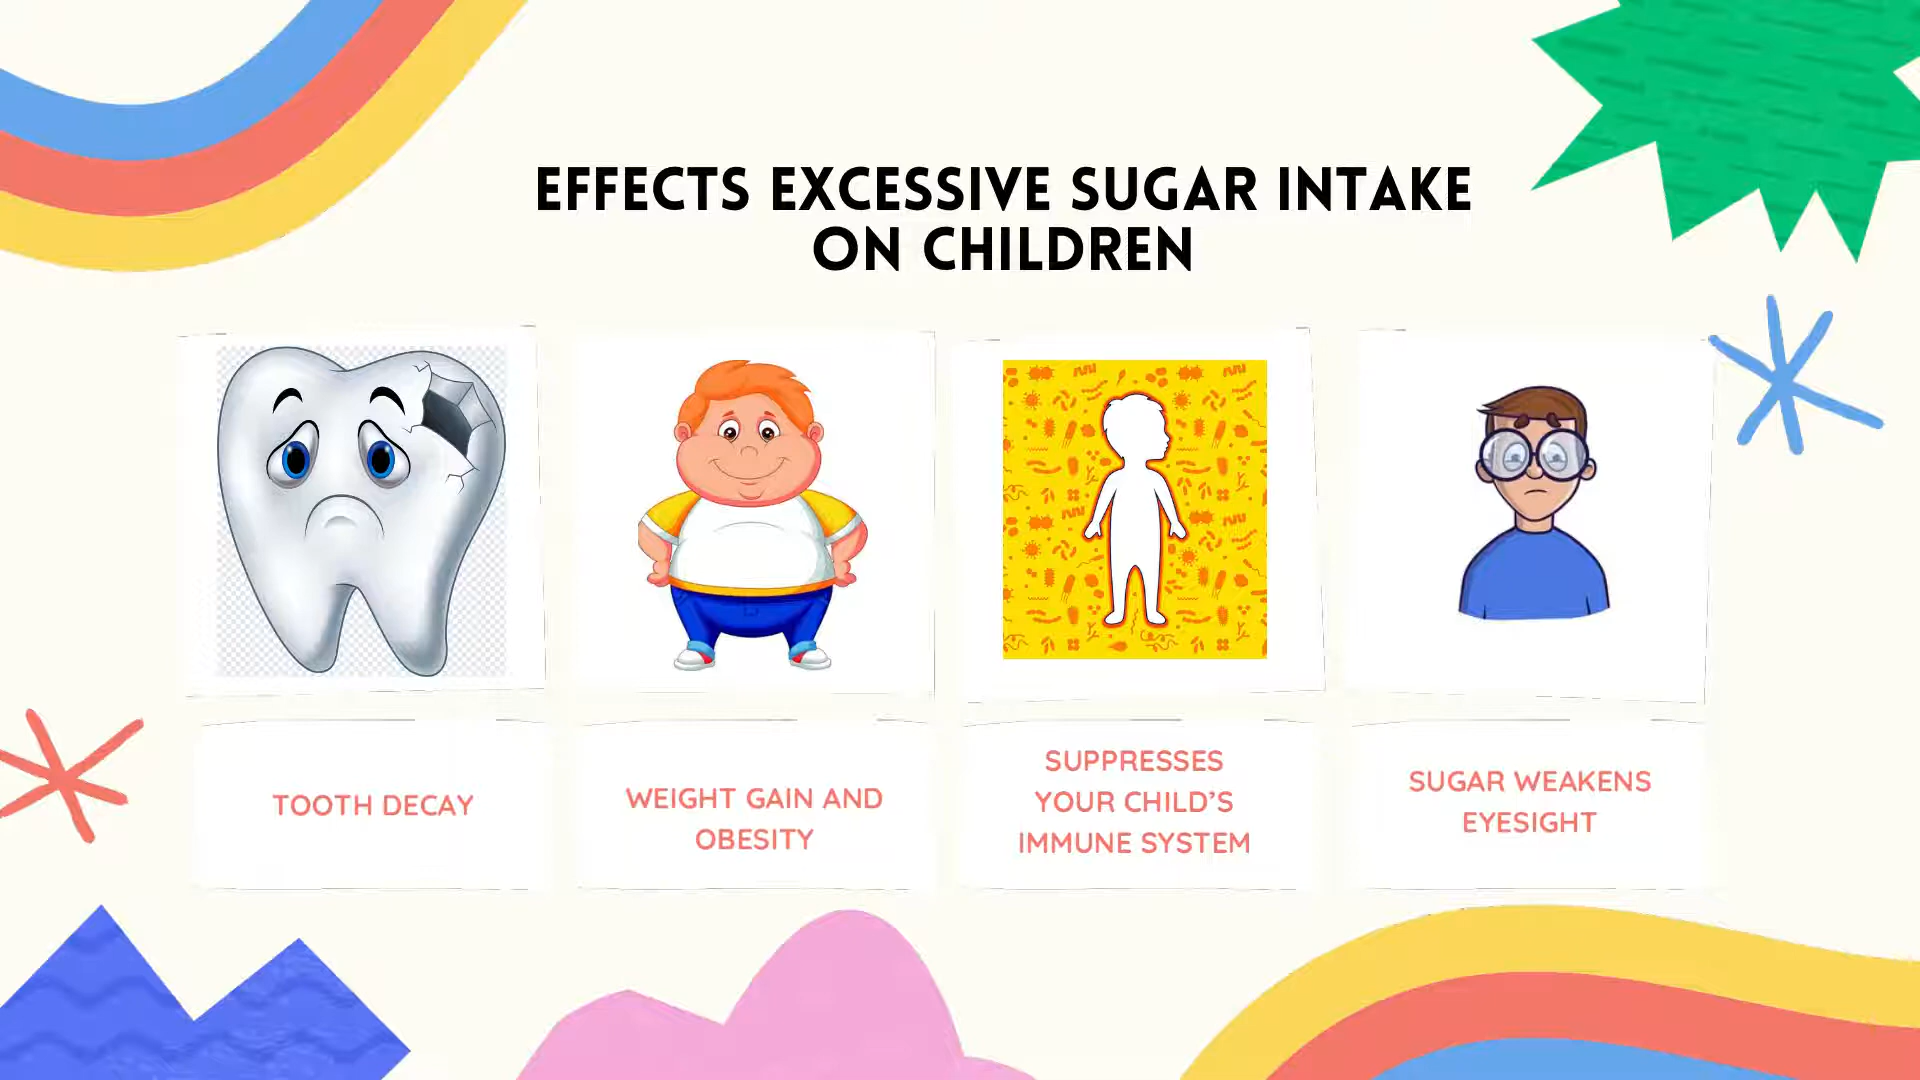 EFFECTS EXCESSIVE SUGAR INTAKE
ON CHILDREN
TOOTH DECAY
WEIGHT GAIN AND
OBESITY
SUPPRESSES
YOUR CHILD’S
IMMUNE SYSTEM
SUGAR WEAKENS
EYESIGHT